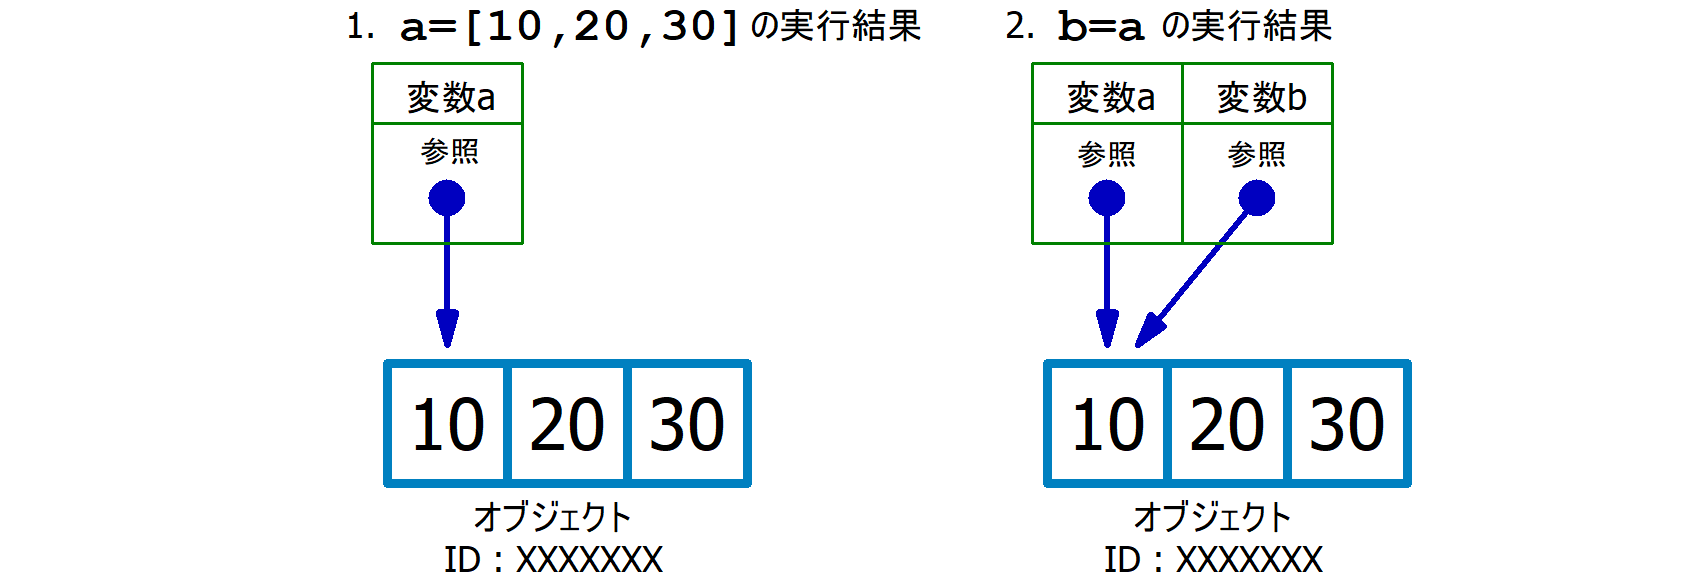 1. a=[10,20,30]の実行結果
変数a
参照
10 20 30
オブジェクト
ID:XXXXXXX
2. b=a の実行結果
変数a 変数b
参照 参照
10 20 30
オブジェクト
ID:XXXXXXX